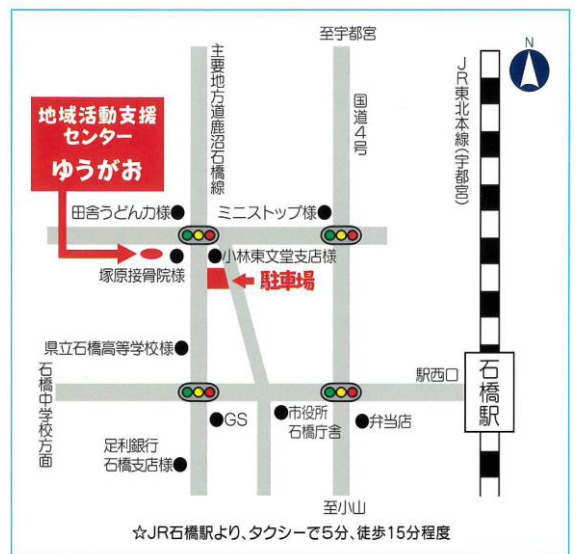 至宇都宮
N
主要地方道鹿沼石橋線
国道4号
JR東北本線(宇都宮)
地域活動支援
センター
ゆうがお
田舎うどん力様
ミニストップ様
小林東文堂支店様
塚原接骨院様
駐車場
県立石橋高等学校様
石橋中学校方面
駅西口
石橋駅
GS
市役所
石橋庁舎
弁当店
足利銀行
石橋支店様
至小山
☆JR石橋駅より、タクシーで5分、徒歩15分程度